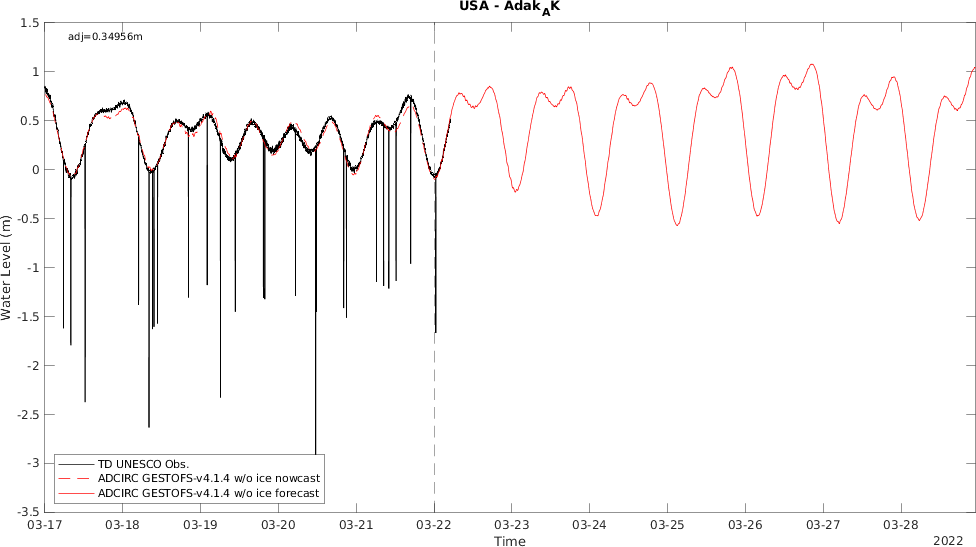 USA - Adak_AK
adj=0.34956m
1.5
1
0.5
0
-0.5
-1
-1.5
-2
-2.5
-3
-3.5
Water Level (m)
TD UNESCO Obs.
ADCIRC GESTOFS-v4.1.4 w/o ice nowcast
ADCIRC GESTOFS-v4.1.4 w/o ice forecast
03-17 03-18 03-19 03-20 03-21 03-22 03-23 03-24 03-25 03-26 03-27 03-28
Time
2022